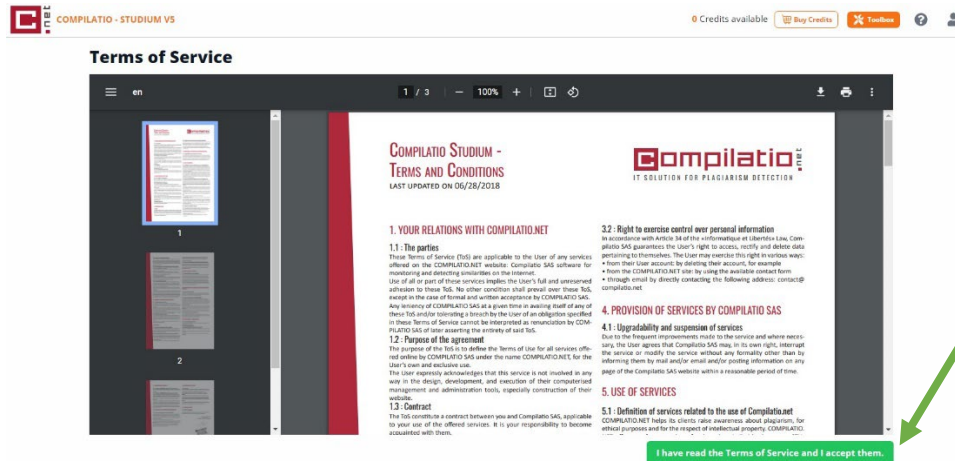 .net
COMPILATIO - STUDIUM V5
0 Credits available
Buy Credits
Toolbox
Terms of Service
en
1 / 3
100%
COMPILATIO STUDIUM -
TERMS AND CONDITIONS
LAST UPDATED ON 06/28/2018
Compilatio.net
IT SOLUTION FOR PLAGIARISM DETECTION
1. YOUR RELATIONS WITH COMPILATIO.NET
1.1 : The parties
These Terms of Service (ToS) are applicable to the User of any services
offered on the COMPILATIO.NET website: Compilatio SAS software for
monitoring and detecting similarities on the Internet.
Use of all or part of these services implies the User's full and unreserved
adhesion to these ToS. No other condition shall prevail over these ToS,
except in the case of formal and written acceptance by COMPILATIO SAS.
Any leniency of COMPILATIO SAS at a given time in availing itself of any of
these ToS and/or tolerating a breach by the User of an obligation specified
in these Terms of Service cannot be interpreted as renunciation by COM-
PILATIO SAS of later asserting the entirety of said ToS.
1.2 : Purpose of the agreement
The purpose of the ToS is to define the Terms of Use for all services offe-
red online by COMPILATIO SAS under the name COMPILATIO.NET, for the
User's own and exclusive use.
The User expressly acknowledges that this service is not involved in any
way in the design, development, and execution of their computerised
management and administration tools, especially construction of their
website.
1.3 : Contract
The ToS constitute a contract between you and Compilatio SAS, applicable
to your use of the offered services. It is your responsibility to become
acquainted with them.
3.2 : Right to exercise control over personal information
In accordance with Article 34 of the «Informatique et Libertés» Law, Com-
pilatio SAS guarantees the User's right to access, rectify and delete data
pertaining to themselves. The User may exercise this right in various ways:
• from their User account: by deleting their account, for example
• from the COMPILATIO.NET site: by using the available contact form
• through email by directly contacting the following address: contact@
compilatio.net
4. PROVISION OF SERVICES BY COMPILATIO SAS
4.1 : Upgradability and suspension of services
Due to the frequent improvements made to the service and where neces-
sary, the User agrees that Compilatio SAS may, in its own right, interrupt
the service or modify the service without any formality other than by
informing them by mail and/or email and/or posting information on any
page of the Compilatio SAS website within a reasonable period of time.
5. USE OF SERVICES
5.1 : Definition of services related to the use of Compilatio.net
COMPILATIO.NET helps its clients raise awareness about plagiarism, for
ethical purposes and for the respect of intellectual property. COMPILATIO.
1
2
I have read the Terms of Service and I accept them.